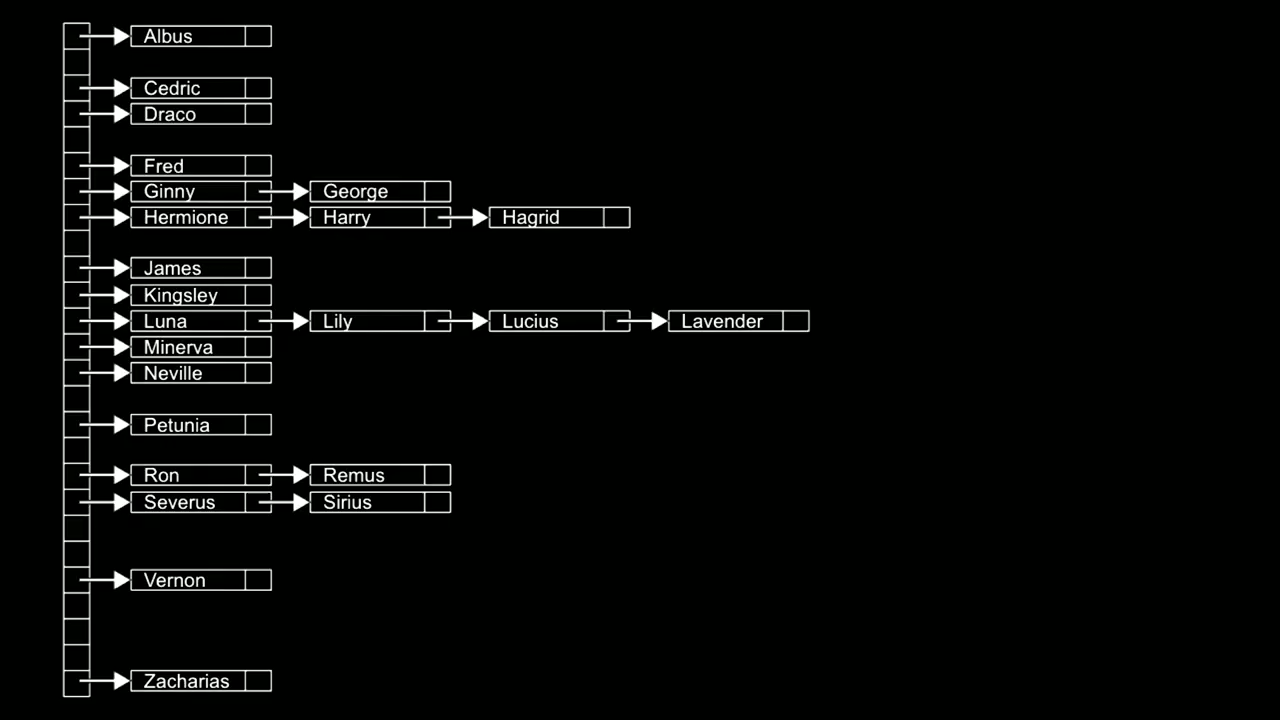 Albus
Cedric
Draco
Fred
Ginny George
Hermione Harry Hagrid
James
Kingsley
Luna Lily Lucius Lavender
Minerva
Neville
Petunia
Ron Remus
Severus Sirius
Vernon
Zacharias